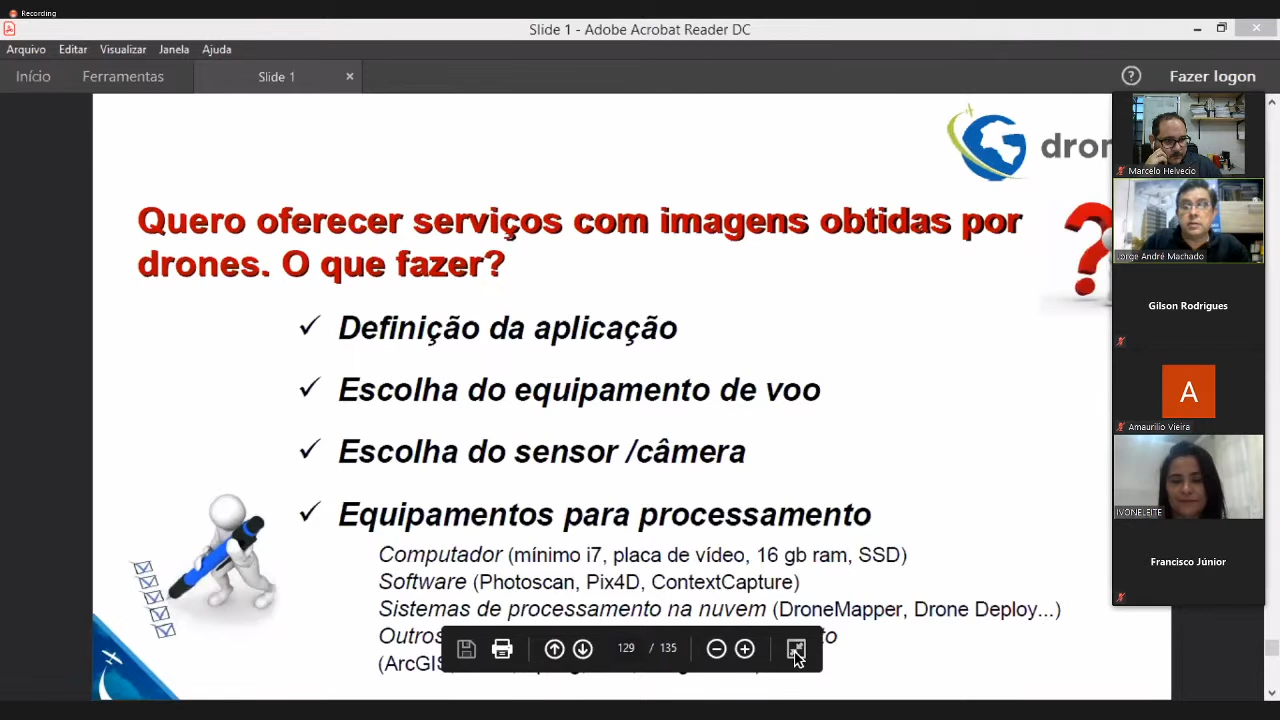 Recording
Slide 1 - Adobe Acrobat Reader DC
Arquivo Editar Visualizar Janela Ajuda
Início Ferramentas Slide 1 Fazer logon
Quero oferecer serviços com imagens obtidas por
drones. O que fazer?
✓ Definição da aplicação
✓ Escolha do equipamento de voo
✓ Escolha do sensor /câmera
✓ Equipamentos para processamento
Computador (mínimo i7, placa de vídeo, 16 gb ram, SSD)
Software (Photoscan, Pix4D, ContextCapture)
Sistemas de processamento na nuvem (DroneMapper, Drone Deploy...)
Outros
129 / 135
Marcelo Helvecio
Jorge André Machado
Gilson Rodrigues
A
Amaurilio Vieira
IVONELEITE
Francisco Júnior